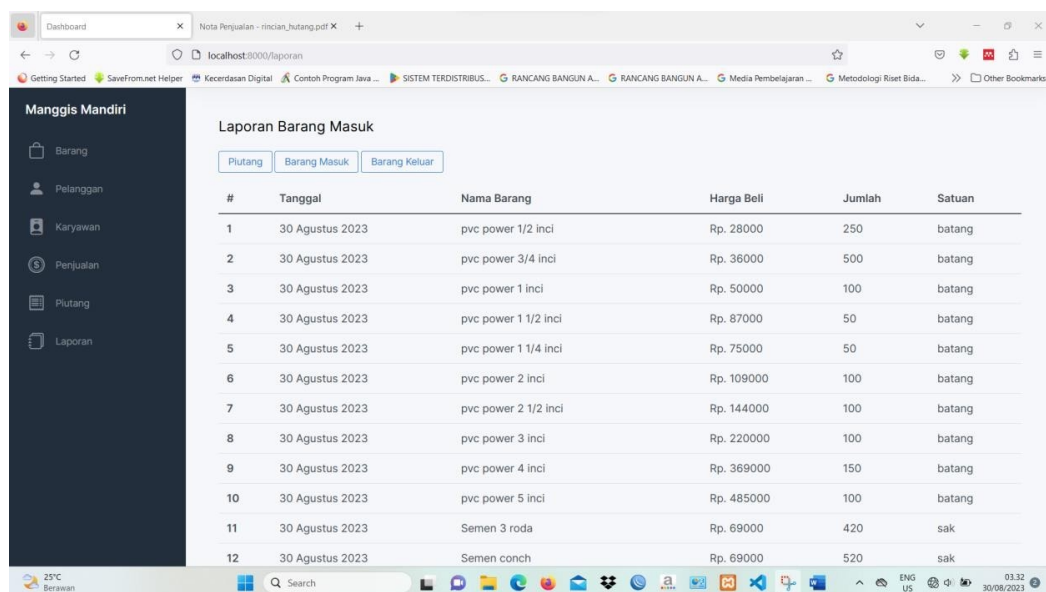 Dashboard Nota Penjualan - rincian_hutang.pdf
localhost:8000/laporan
Getting Started SaveFrom.net Helper Kecerdasan Digital Contoh Program Java ... SISTEM TERDISTRIBUS... RANCANG BANGUN A... RANCANG BANGUN A... Media Pembelajaran ... Metodologi Riset Bida... Other Bookmarks
Manggis Mandiri
Barang
Pelanggan
Karyawan
Penjualan
Piutang
Laporan
Laporan Barang Masuk
Piutang Barang Masuk Barang Keluar
# Tanggal Nama Barang Harga Beli Jumlah Satuan
1 30 Agustus 2023 pvc power 1/2 inci Rp. 28000 250 batang
2 30 Agustus 2023 pvc power 3/4 inci Rp. 36000 500 batang
3 30 Agustus 2023 pvc power 1 inci Rp. 50000 100 batang
4 30 Agustus 2023 pvc power 1 1/2 inci Rp. 87000 50 batang
5 30 Agustus 2023 pvc power 1 1/4 inci Rp. 75000 50 batang
6 30 Agustus 2023 pvc power 2 inci Rp. 109000 100 batang
7 30 Agustus 2023 pvc power 2 1/2 inci Rp. 144000 100 batang
8 30 Agustus 2023 pvc power 3 inci Rp. 220000 100 batang
9 30 Agustus 2023 pvc power 4 inci Rp. 369000 150 batang
10 30 Agustus 2023 pvc power 5 inci Rp. 485000 100 batang
11 30 Agustus 2023 Semen 3 roda Rp. 69000 420 sak
12 30 Agustus 2023 Semen conch Rp. 69000 520 sak
25°C
Berawan
Search
ENG
US
03.32
30/08/2023